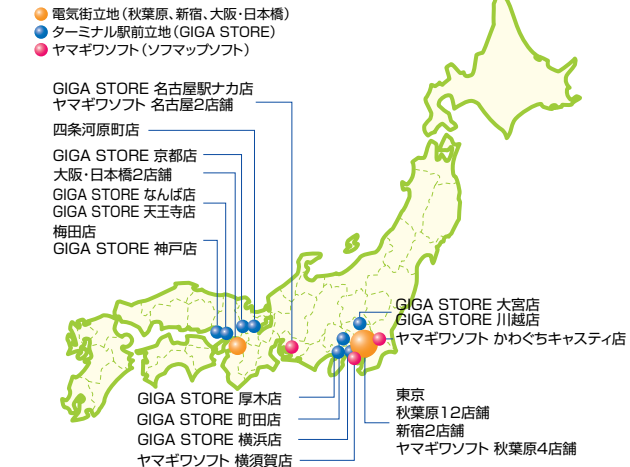 電気街立地（秋葉原、新宿、大阪・日本橋）
ターミナル駅前立地（GIGA STORE）
ヤマギワソフト（ソフマップソフト）
GIGA STORE 名古屋駅ナカ店
ヤマギワソフト 名古屋2店舗
四条河原町店
GIGA STORE 京都店
大阪・日本橋2店舗
GIGA STORE なんば店
GIGA STORE 天王寺店
梅田店
GIGA STORE 神戸店
GIGA STORE 大宮店
GIGA STORE 川越店
ヤマギワソフト かわぐちキャスティ店
GIGA STORE 厚木店
GIGA STORE 町田店
GIGA STORE 横浜店
ヤマギワソフト 横須賀店
東京
秋葉原12店舗
新宿2店舗
ヤマギワソフト 秋葉原4店舗